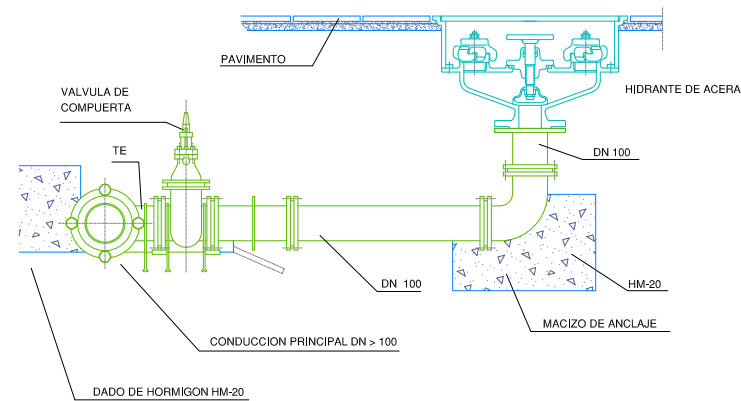 PAVIMENTO
VALVULA DE
COMPUERTA
HIDRANTE DE ACERA
TE
DN 100
DN 100
HM-20
MACIZO DE ANCLAJE
CONDUCCION PRINCIPAL DN > 100
DADO DE HORMIGON HM-20